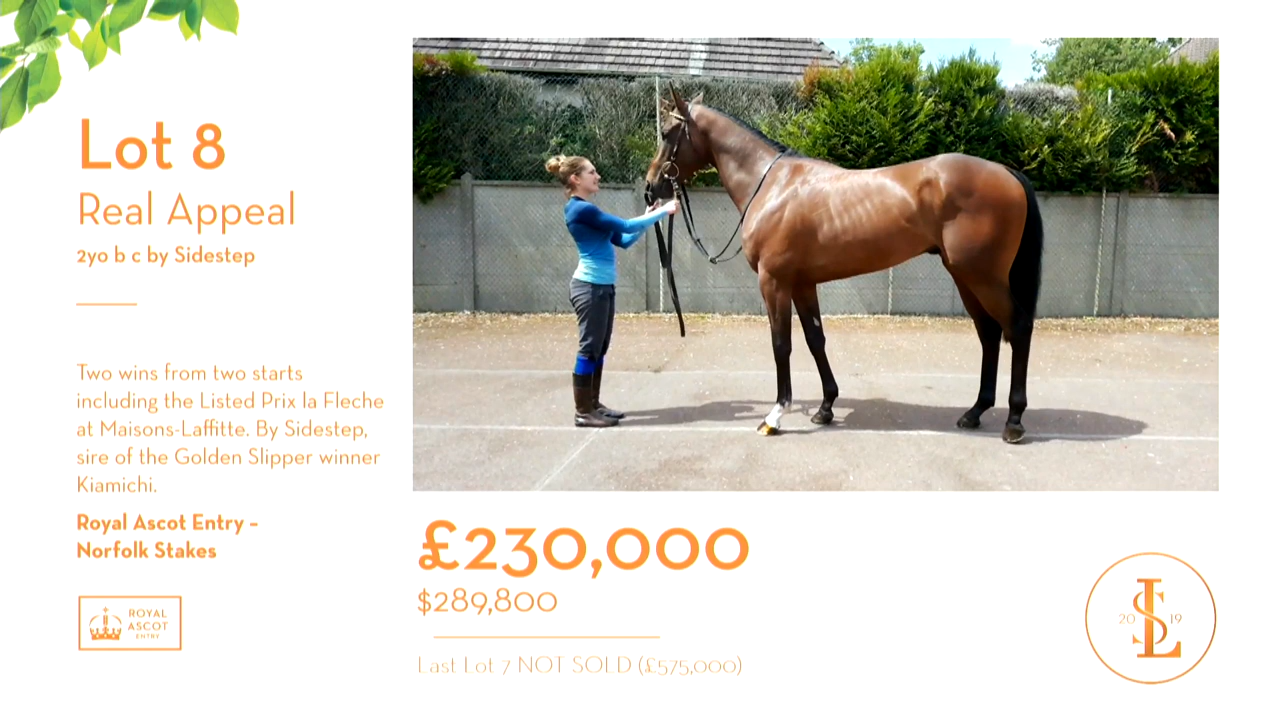 Lot 8
Real Appeal
2yo b c by Sidestep
Two wins from two starts
including the Listed Prix la Fleche
at Maisons-Laffitte. By Sidestep,
sire of the Golden Slipper winner
Kiamichi.
Royal Ascot Entry –
Norfolk Stakes
ROYAL
ASCOT
ENTRY
£230,000
$289,800
Last Lot 7 NOT SOLD (£575,000)
20 SL 19